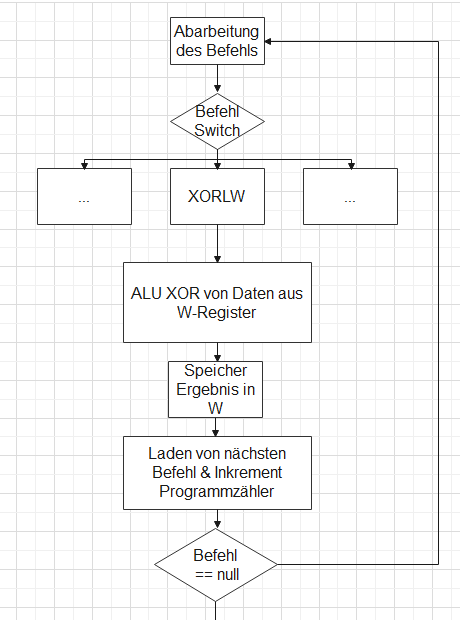 Abarbeitung
des Befehls
Befehl
Switch
...
XORLW
...
ALU XOR von Daten aus
W-Register
Speicher
Ergebnis in
W
Laden von nächsten
Befehl & Inkrement
Programmzähler
Befehl
== null